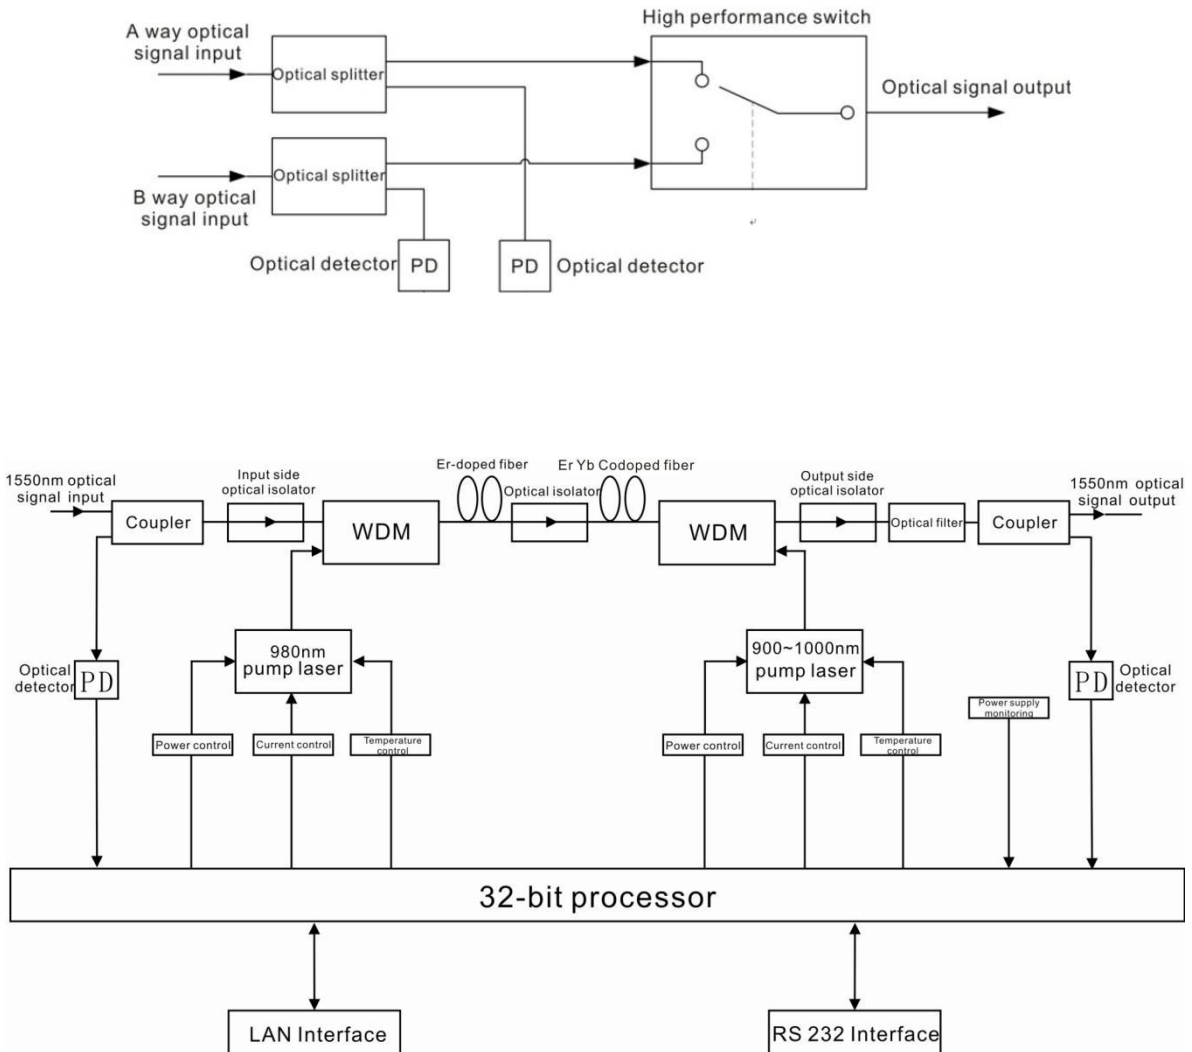 High performance switch
A way optical
signal input
Optical splitter
Optical signal output
Optical splitter
B way optical
signal input
Optical detector
PD
PD
Optical detector
1550nm optical
signal input
Input side
optical isolator
Er-doped fiber
Optical isolator
Er Yb Codoped fiber
Output side
optical isolator
1550nm optical
signal output
Coupler
WDM
WDM
Optical filter
Coupler
980nm
pump laser
900~1000nm
pump laser
Optical
detector
PD
PD
Optical
detector
Power supply
monitoring
Power control
Current control
Temperature
control
Power control
Current control
Temperature
control
32-bit processor
LAN Interface
RS 232 Interface